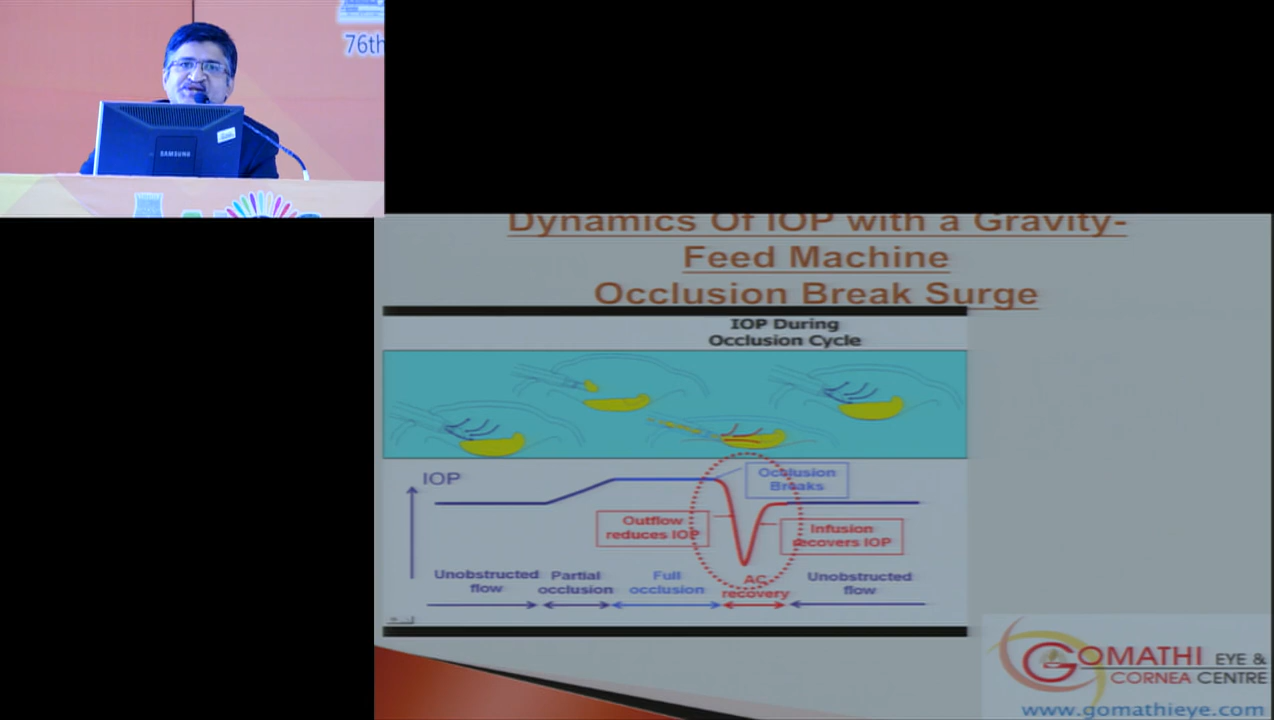 76th
SAMSUNG
Dynamics Of IOP with a Gravity-
Feed Machine
Occlusion Break Surge
IOP During
Occlusion Cycle
IOP
Occlusion
Breaks
Outflow
reduces IOP
Infusion
recovers IOP
Unobstructed
flow
Partial
occlusion
Full
occlusion
AC
recovery
Unobstructed
flow
GOMATHI EYE &
CORNEA CENTRE
www.gomathieye.com